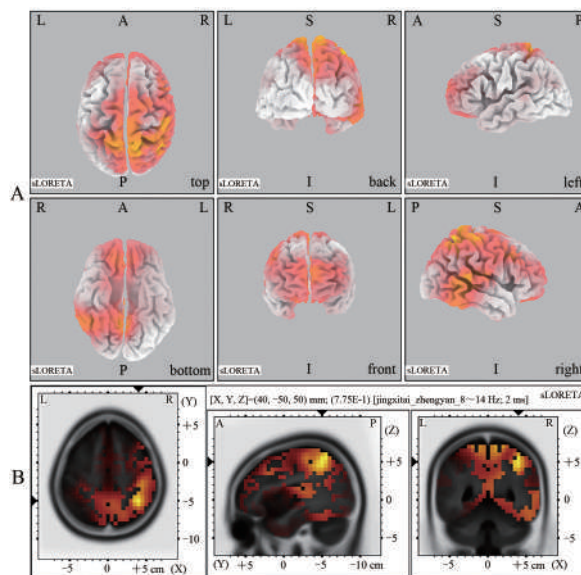 L A R
P
sLORETA top
L S R
I
sLORETA back
A S P
I
sLORETA left
A
R A L
P
sLORETA bottom
R S L
I
sLORETA front
P S A
I
sLORETA right
B
L R (Y)
+5
0
-5
-10
-5 0 +5 cm (X)
[X, Y, Z]=(40, -50, 50) mm; (7.75E-1) [jingxitai_zhengyan_8~14 Hz; 2 ms] sLORETA
A P (Z)
+5
0
-5
(Y) +5 0 -5 -10 cm
L R (Z)
+5
0
-5
-5 0 +5 cm (X)